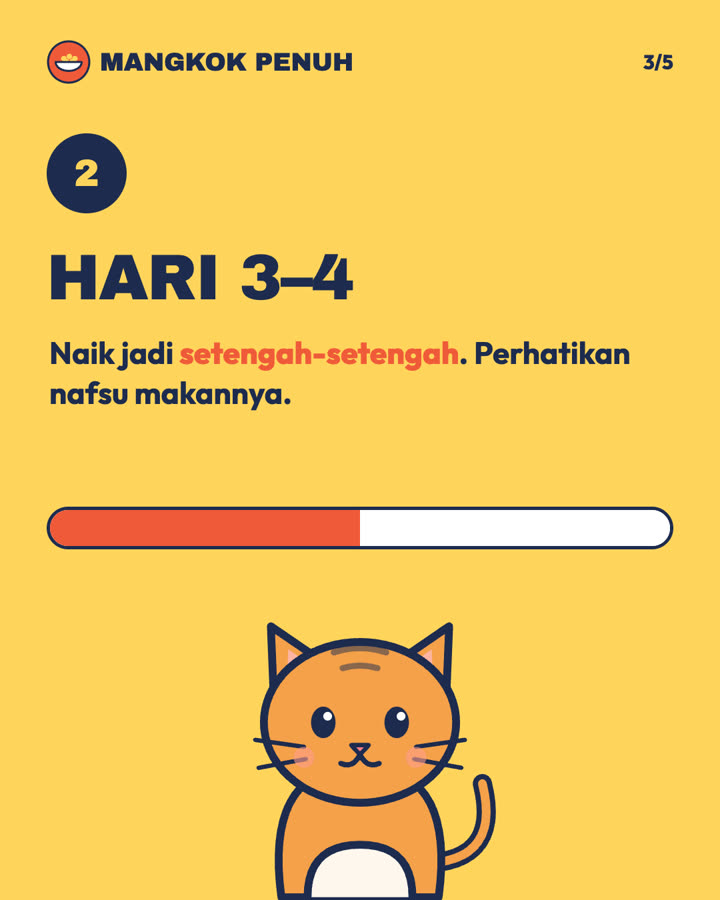 MANGKOK PENUH
3/5
2
HARI 3–4
Naik jadi setengah-setengah. Perhatikan
nafsu makannya.